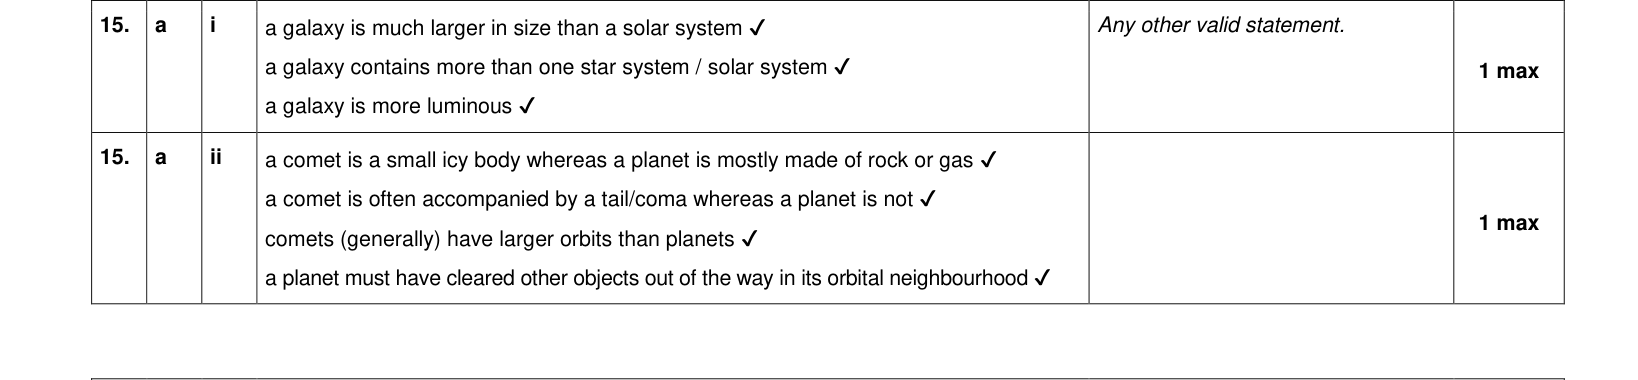 15. a i a galaxy is much larger in size than a solar system ✓ Any other valid statement.
a galaxy contains more than one star system / solar system ✓ 1 max
a galaxy is more luminous ✓
15. a ii a comet is a small icy body whereas a planet is mostly made of rock or gas ✓
a comet is often accompanied by a tail/coma whereas a planet is not ✓
1 max
comets (generally) have larger orbits than planets ✓
a planet must have cleared other objects out of the way in its orbital neighbourhood ✓